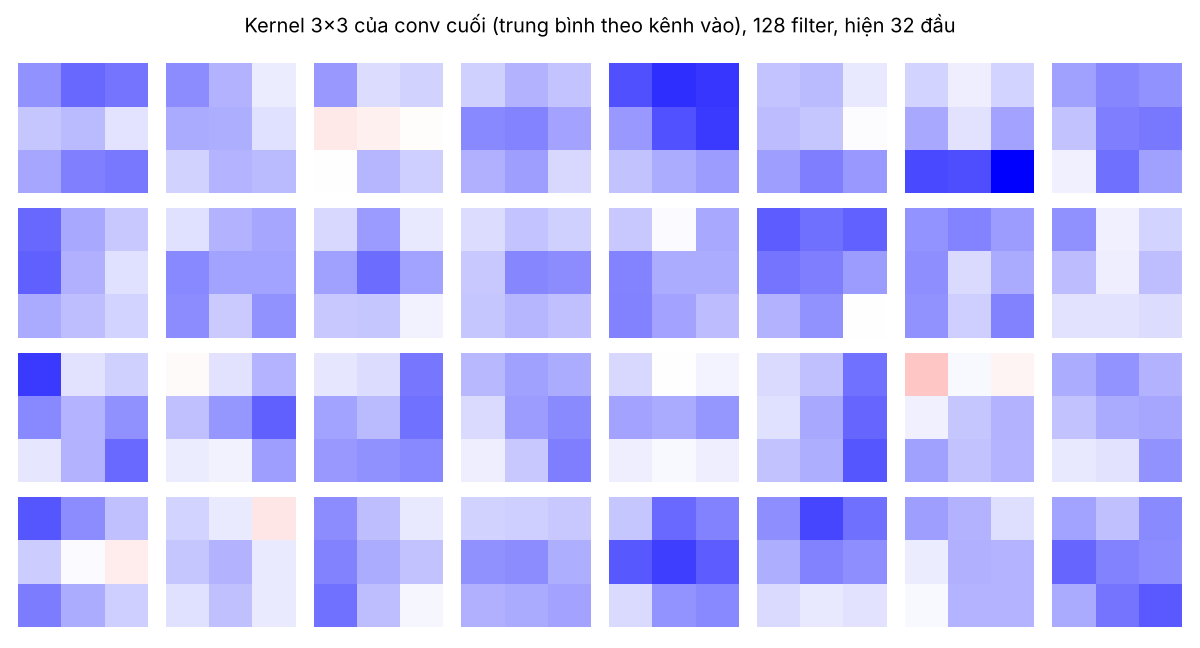 Kernel 3×3 của conv cuối (trung bình theo kênh vào), 128 filter, hiện 32 đầu